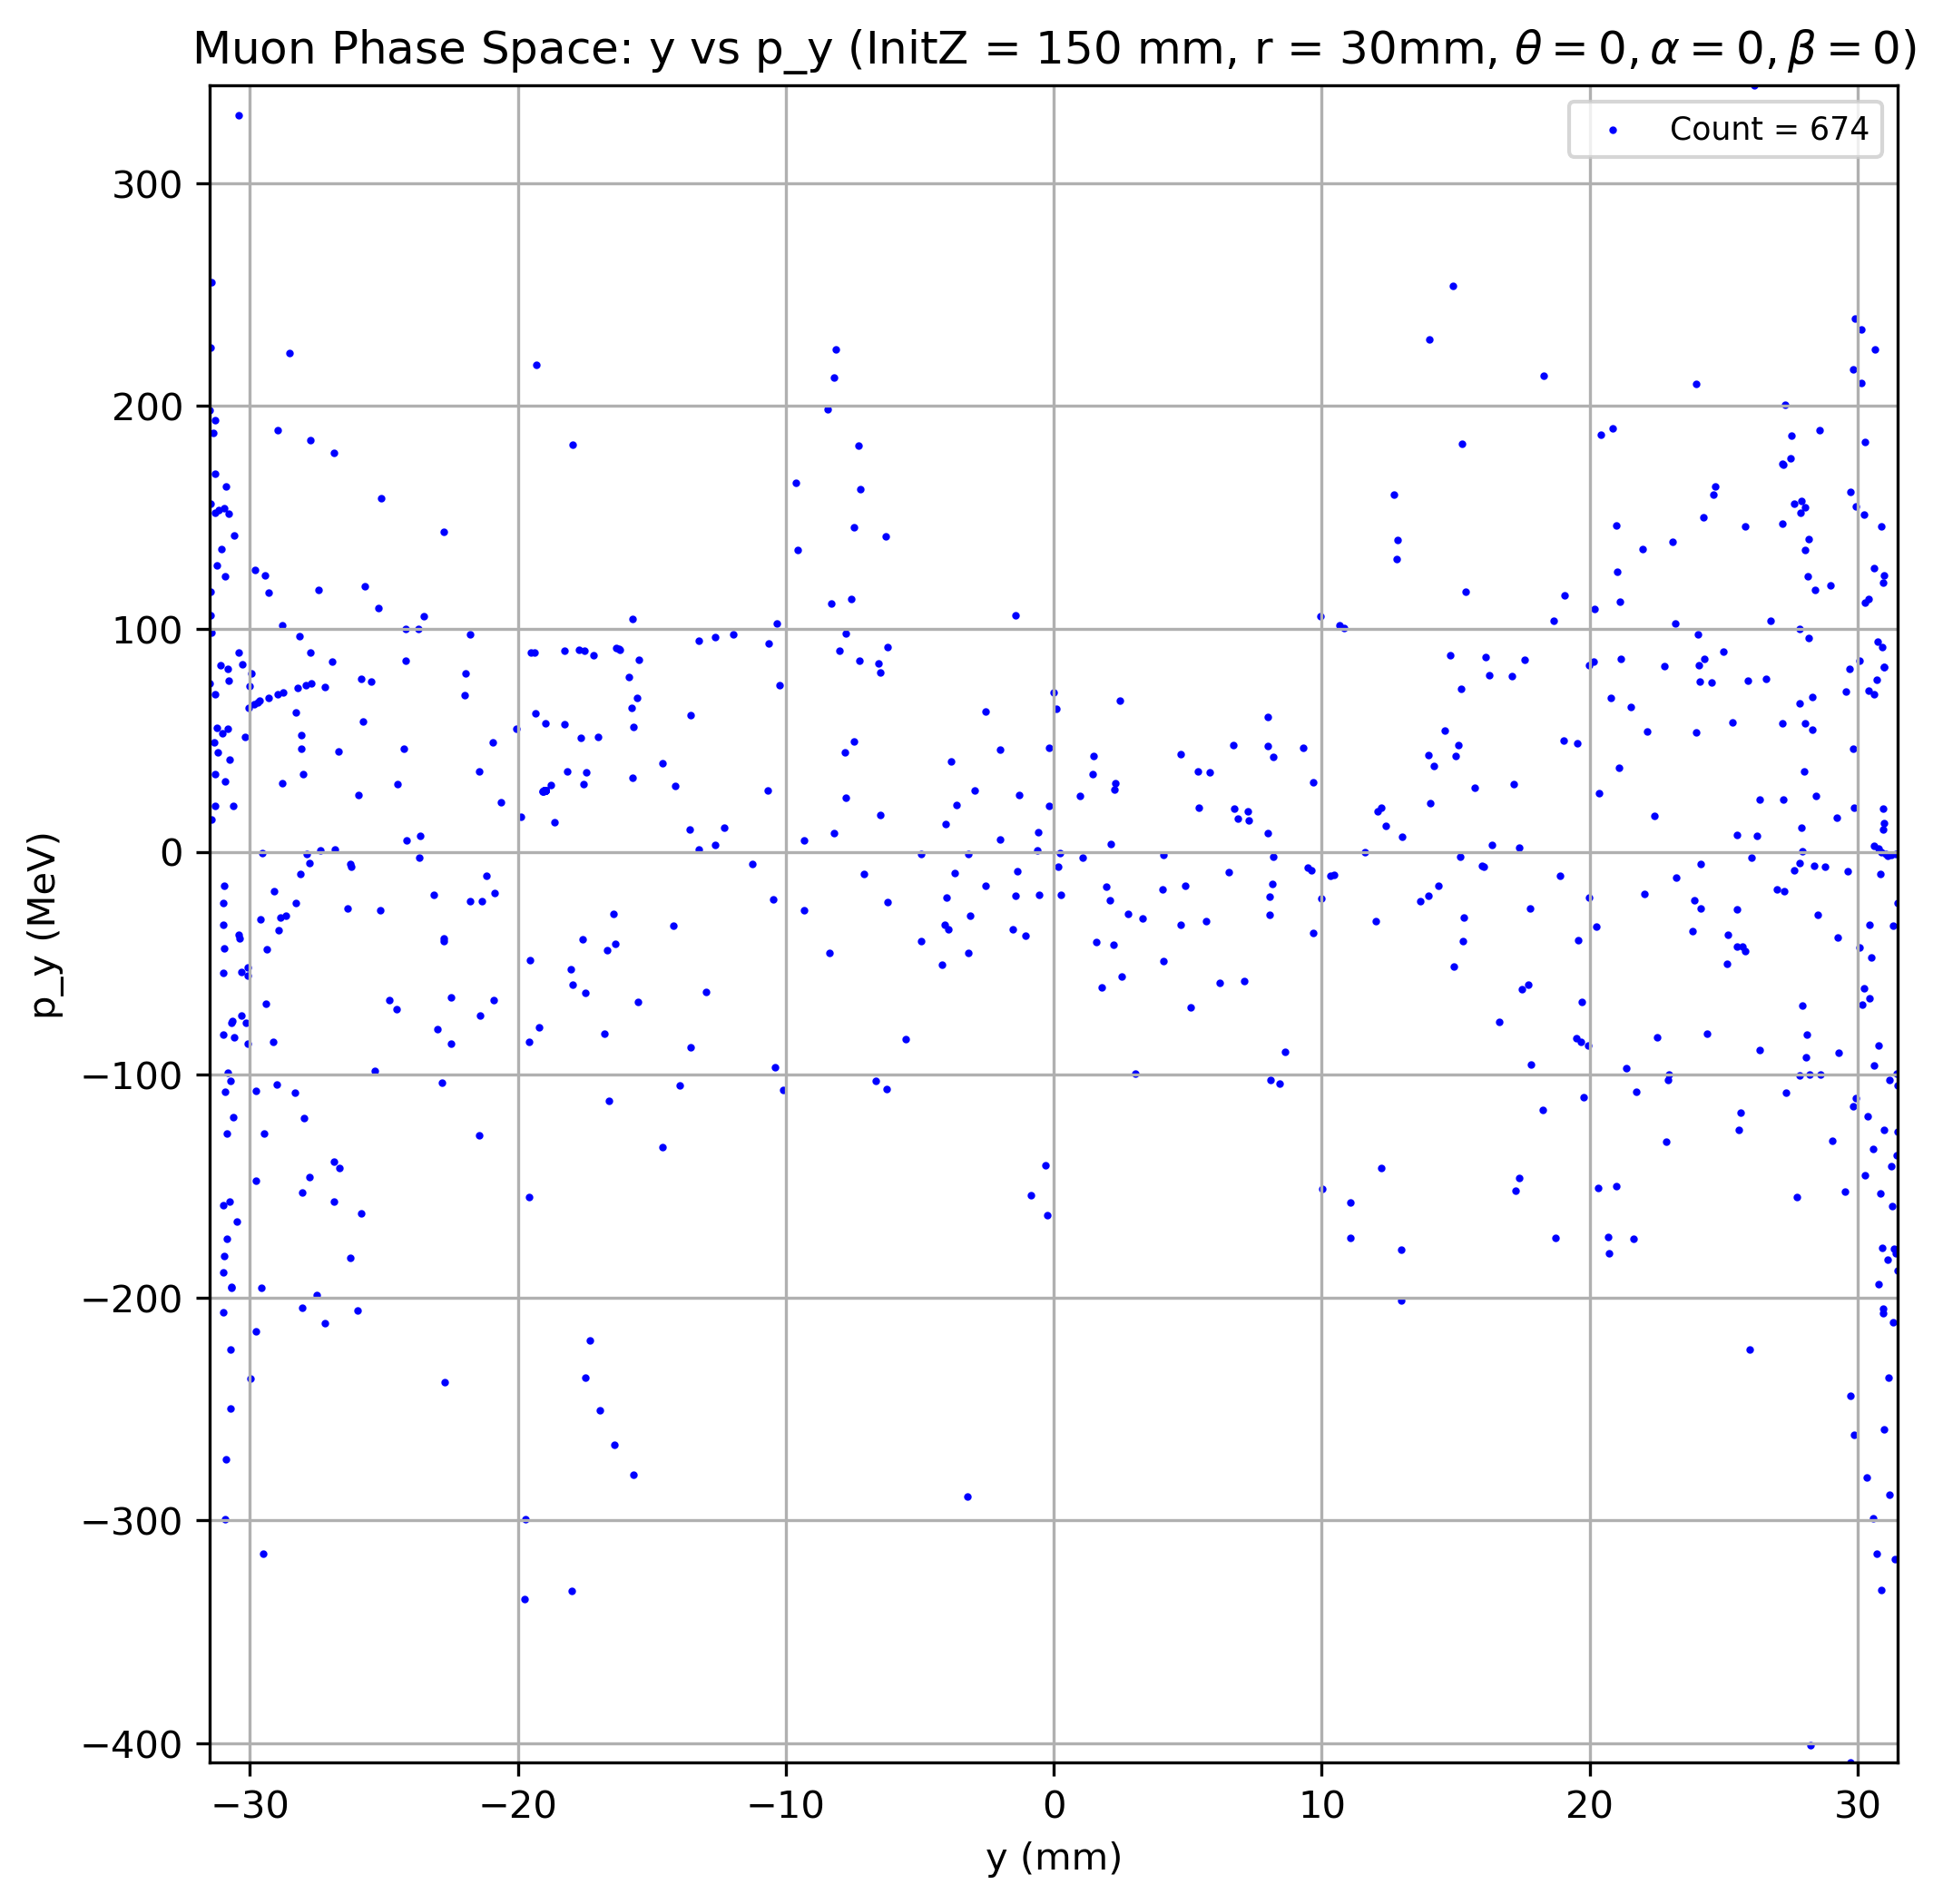 Muon Phase Space: y vs p_y (InitZ = 150 mm, r = 30mm, θ = 0, α = 0, β = 0)
Count = 674
300
200
100
0
−100
−200
−300
−400
p_y (MeV)
−30 −20 −10 0 10 20 30
y (mm)